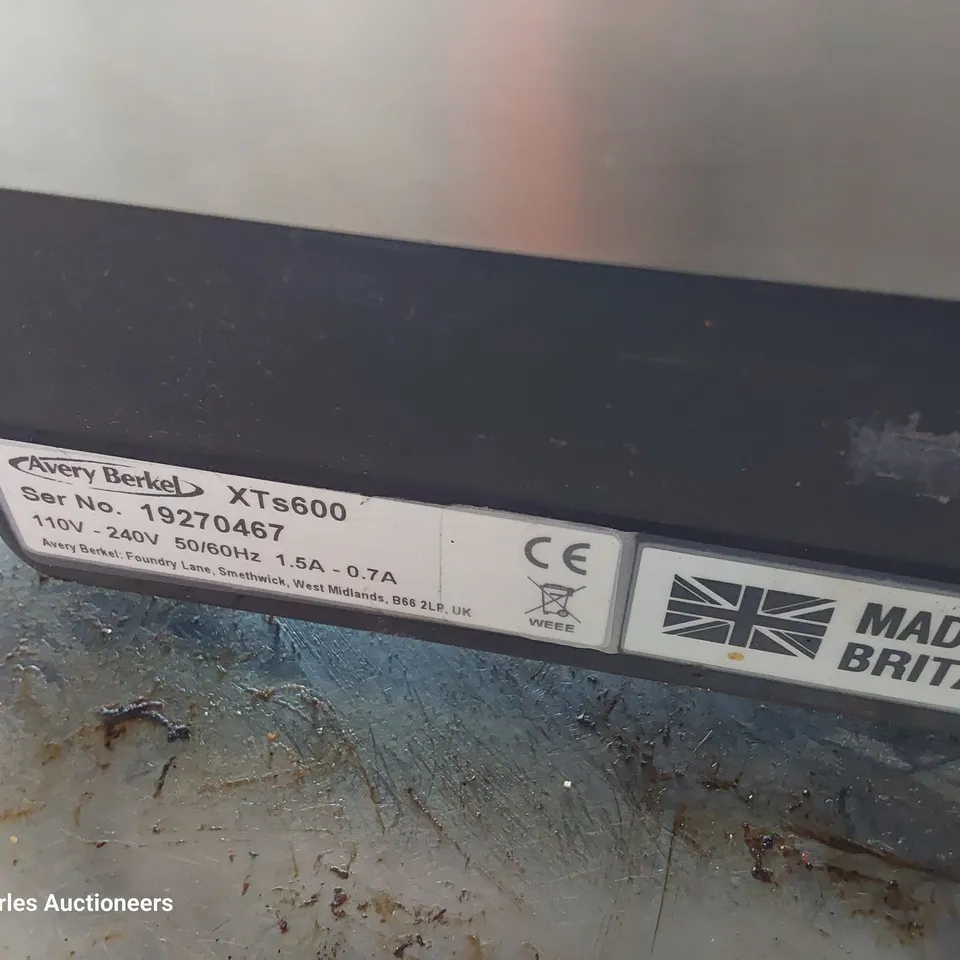 Avery Berkel XTs600
Ser No. 19270467
110V - 240V 50/60Hz 1.5A - 0.7A
Avery Berkel: Foundry Lane, Smethwick, West Midlands, B66 2LP, UK
CE
WEEE
MAD
BRITA
rles Auctioneers